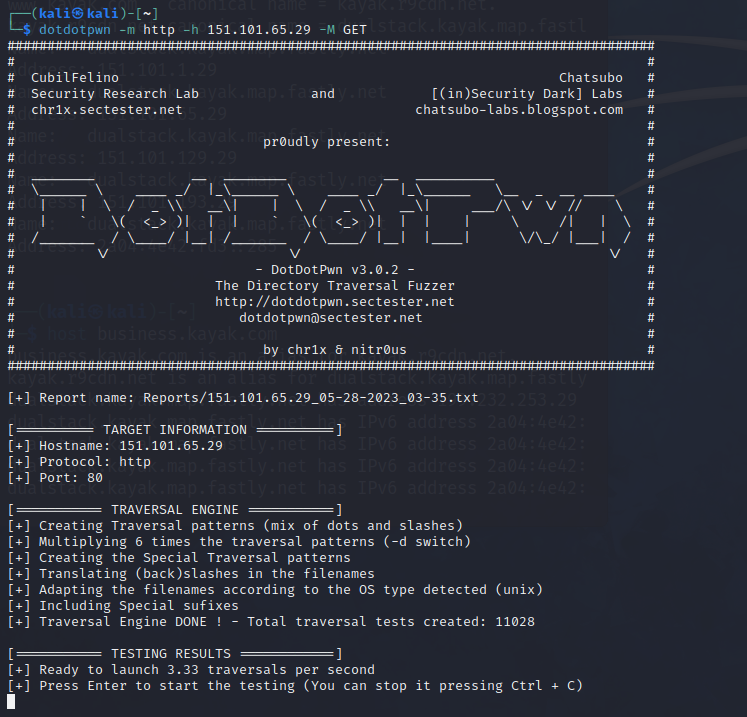 (kali㉿kali)-[~]
$ dotdotpwn -m http -h 151.101.65.29 -M GET
#################################################################################
# CubilFelino Chatsubo #
# Security Research Lab and [(in)Security Dark] Labs #
# chr1x.sectester.net chatsubo-labs.blogspot.com #
# pr0udly present: #
DotDotPwn
# - DotDotPwn v3.0.2 - #
# The Directory Traversal Fuzzer #
# http://dotdotpwn.sectester.net #
# dotdotpwn@sectester.net #
# by chr1x & nitr0us #
#################################################################################
[+] Report name: Reports/151.101.65.29_05-28-2023_03-35.txt
[========== TARGET INFORMATION ==========]
[+] Hostname: 151.101.65.29
[+] Protocol: http
[+] Port: 80
[=========== TRAVERSAL ENGINE ===========]
[+] Creating Traversal patterns (mix of dots and slashes)
[+] Multiplying 6 times the traversal patterns (-d switch)
[+] Creating the Special Traversal patterns
[+] Translating (back)slashes in the filenames
[+] Adapting the filenames according to the OS type detected (unix)
[+] Including Special sufixes
[+] Traversal Engine DONE ! - Total traversal tests created: 11028
[=========== TESTING RESULTS ============]
[+] Ready to launch 3.33 traversals per second
[+] Press Enter to start the testing (You can stop it pressing Ctrl + C)